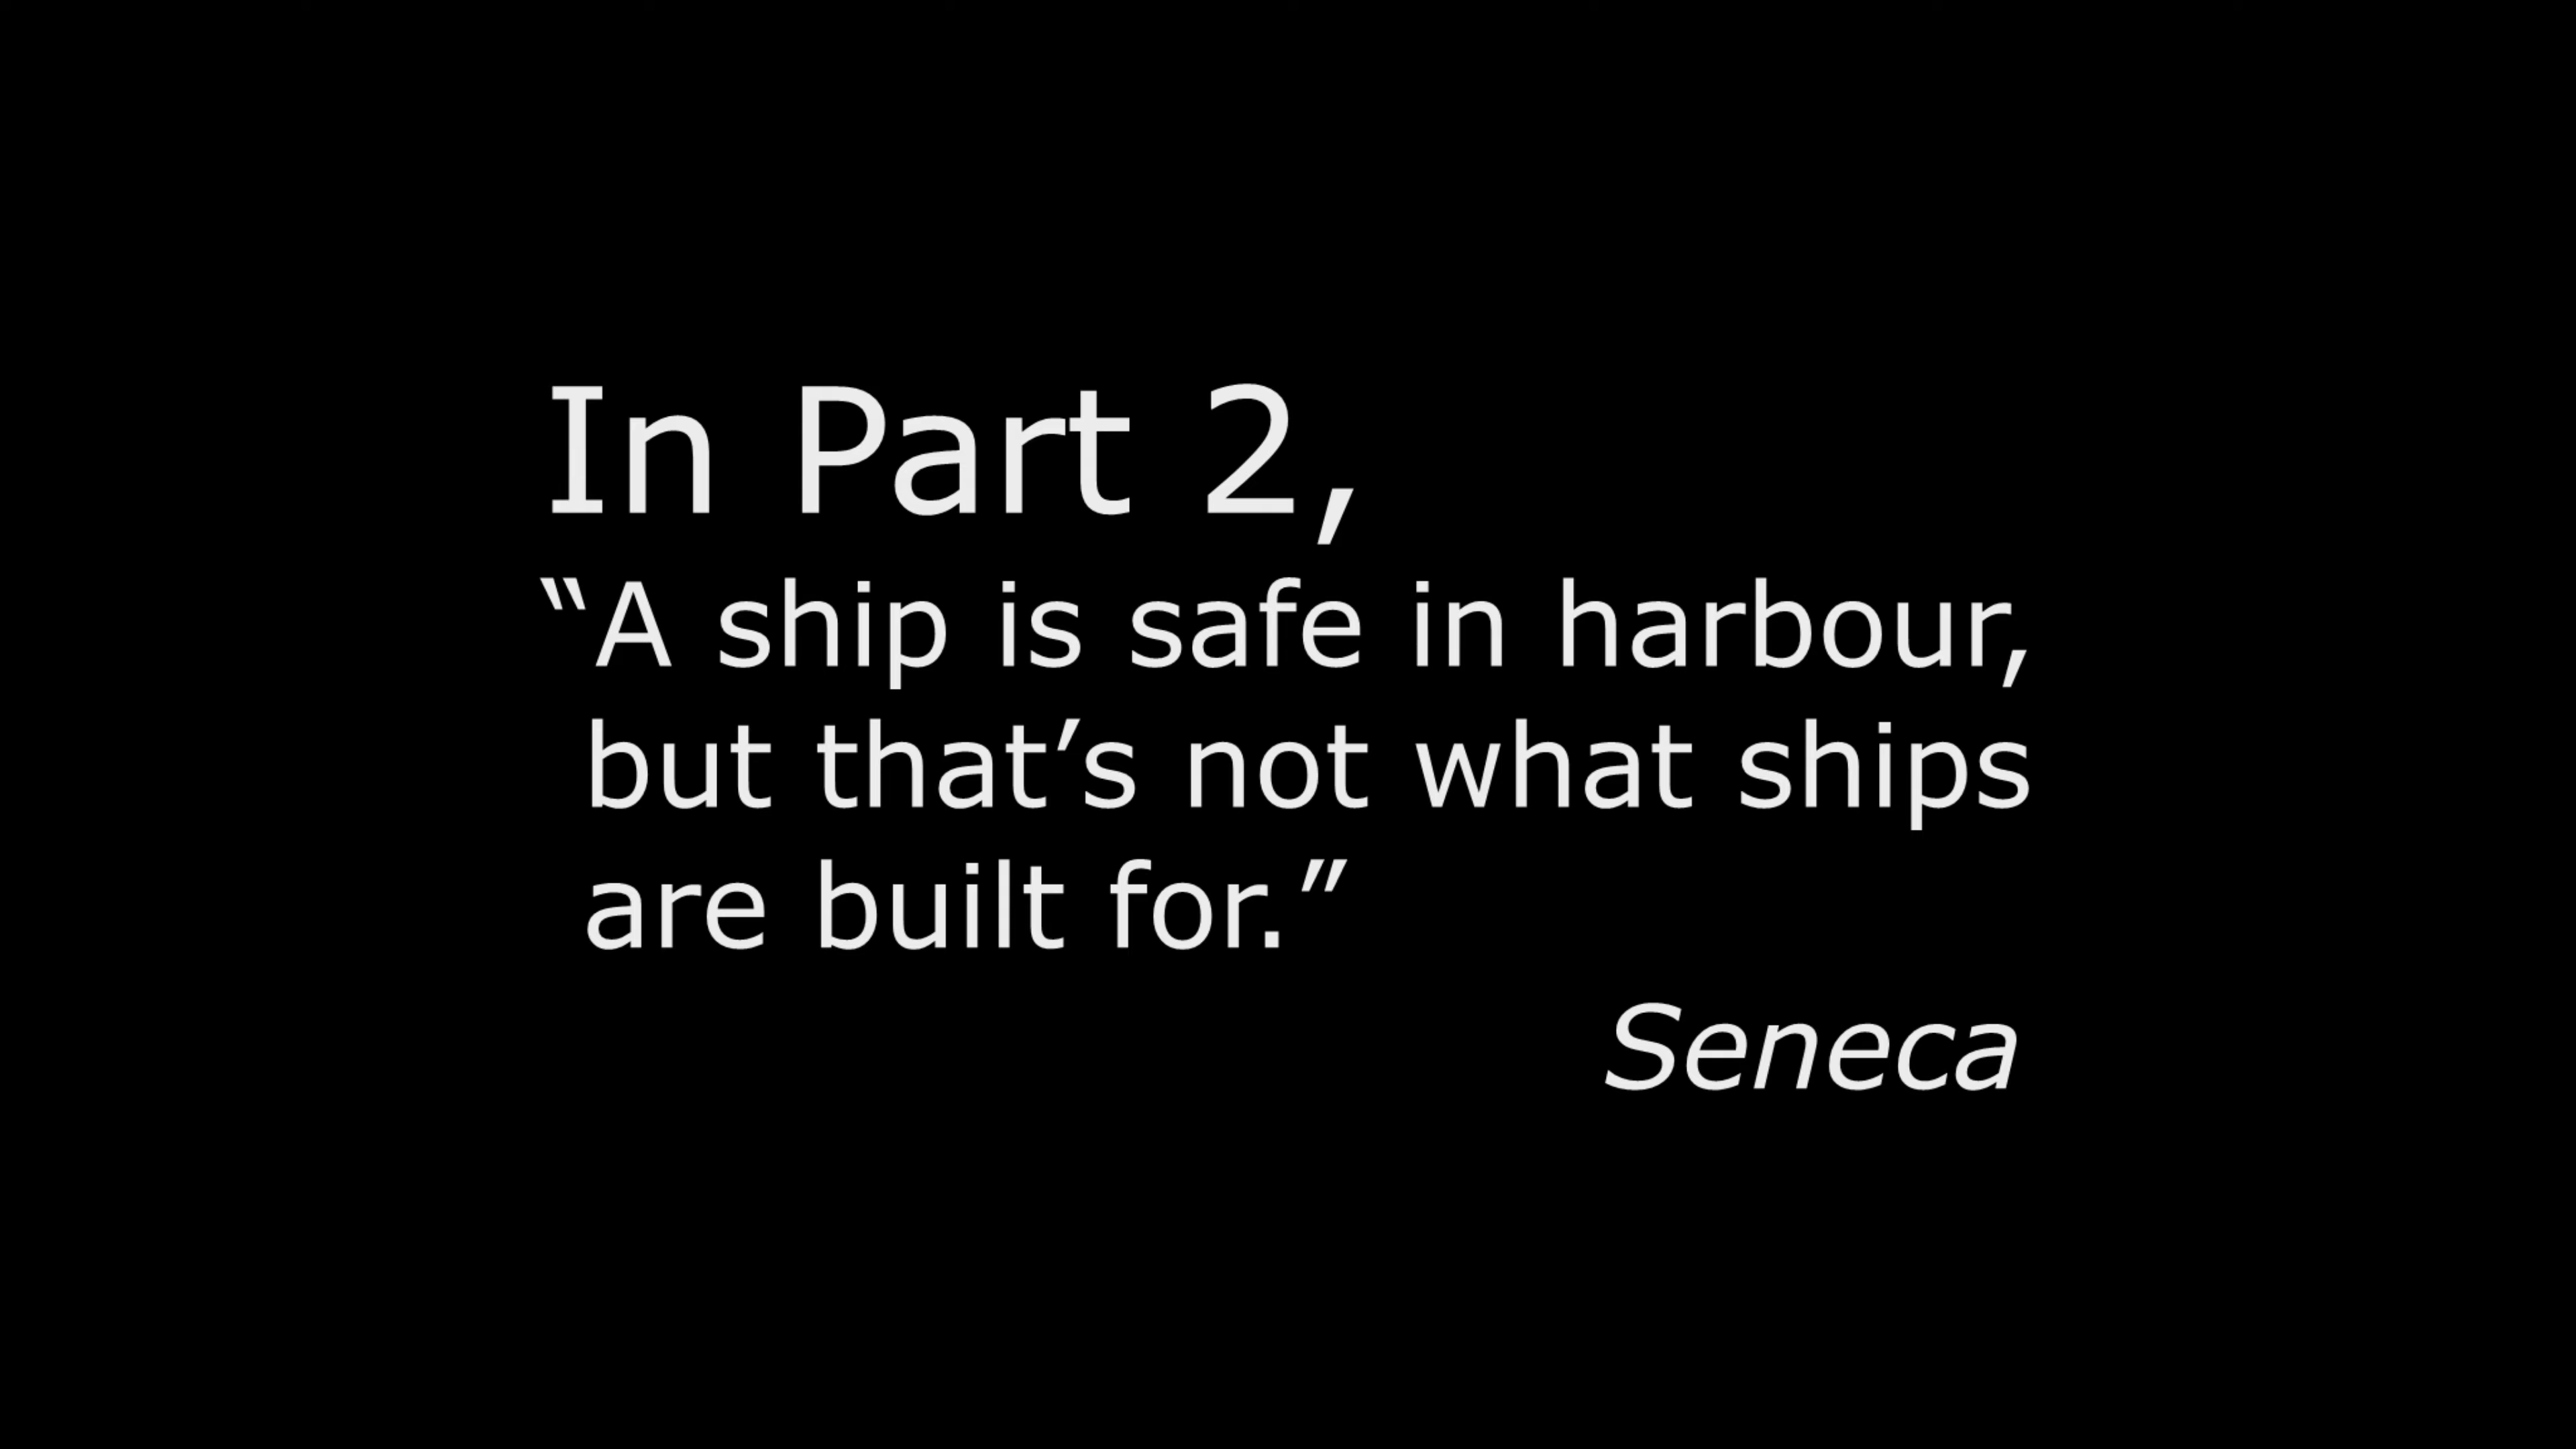 In Part 2,
“A ship is safe in harbour,
but that’s not what ships
are built for.”
Seneca